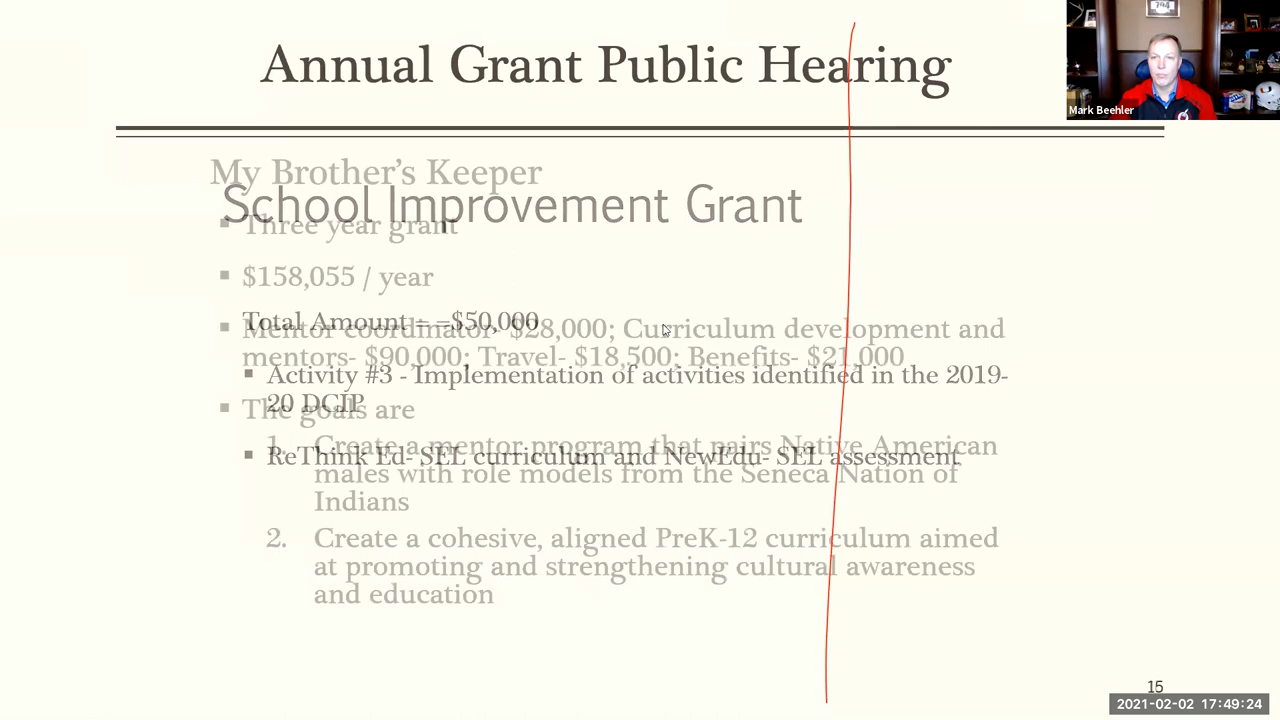 Annual Grant Public Hearing
794
Mark Beehler
My Brother's Keeper
School Improvement Grant
▪ Three year grant
▪ $158,055 / year
Total Amount = –$50,000
▪ Mentor coordinator- $28,000; Curriculum development and
mentors- $90,000; Travel- $18,500; Benefits- $21,000
▪ Activity #3 - Implementation of activities identified in the 2019-
20 DCIP
▪ The goals are
1. Create a mentor program that pairs Native American
▪ ReThink Ed- SEL curriculum and NewEdu- SEL assessment
males with role models from the Seneca Nation of
Indians
2. Create a cohesive, aligned PreK-12 curriculum aimed
at promoting and strengthening cultural awareness
and education
15
2021-02-02 17:49:24